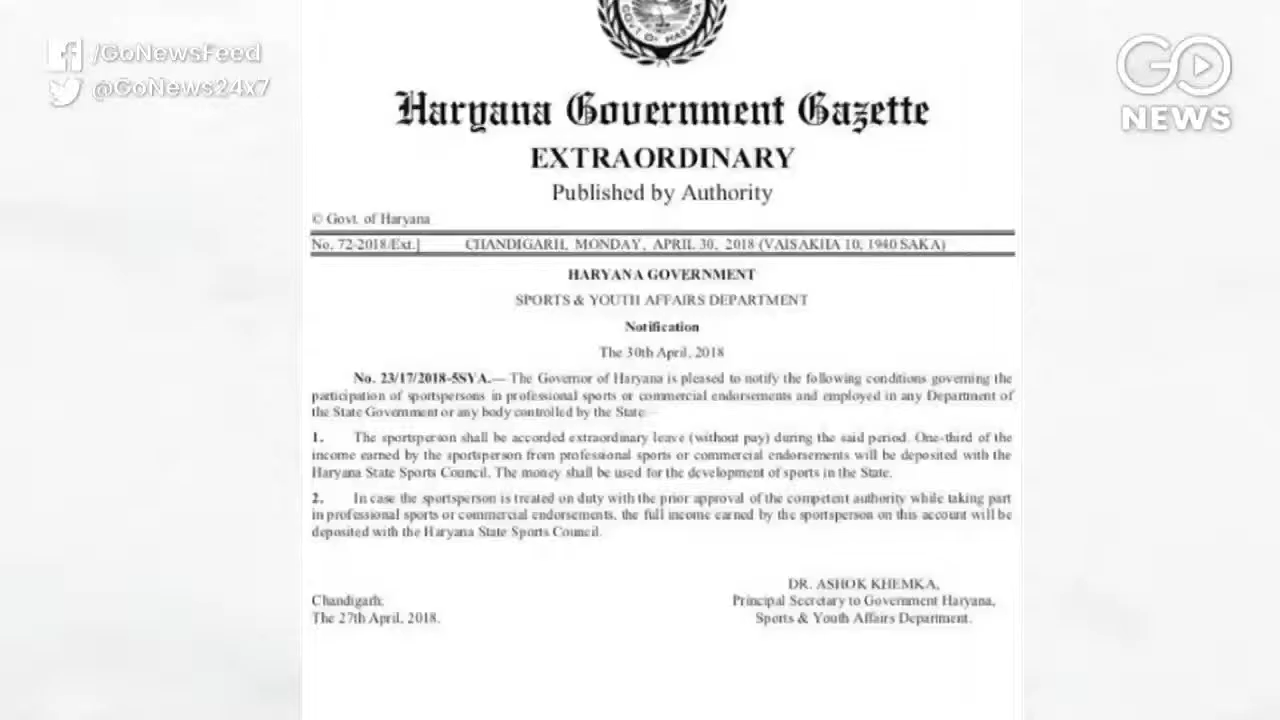 /GoNewsFeed
@GoNews24x7
GO
NEWS
GOVT OF HARYANA
Haryana Government Gazette
EXTRAORDINARY
Published by Authority
© Govt. of Haryana
No. 72-2018/Ext.] CHANDIGARH, MONDAY, APRIL 30, 2018 (VAISAKHA 10, 1940 SAKA)
HARYANA GOVERNMENT
SPORTS & YOUTH AFFAIRS DEPARTMENT
Notification
The 30th April, 2018
No. 23/17/2018-5SYA.— The Governor of Haryana is pleased to notify the following conditions governing the
participation of sportspersons in professional sports or commercial endorsements and employed in any Department of
the State Government or any body controlled by the State—
1. The sportsperson shall be accorded extraordinary leave (without pay) during the said period. One-third of the
income earned by the sportsperson from professional sports or commercial endorsements will be deposited with the
Haryana State Sports Council. The money shall be used for the development of sports in the State.
2. In case the sportsperson is treated on duty with the prior approval of the competent authority while taking part
in professional sports or commercial endorsements, the full income earned by the sportsperson on this account will be
deposited with the Haryana State Sports Council.
DR. ASHOK KHEMKA,
Chandigarh: Principal Secretary to Government Haryana,
The 27th April, 2018. Sports & Youth Affairs Department.